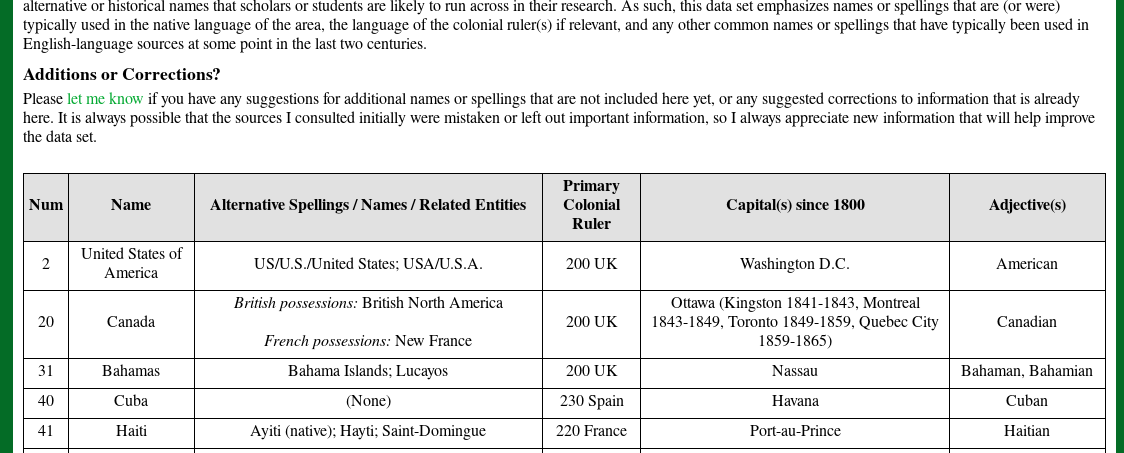 alternative or historical names that scholars or students are likely to run across in their research. As such, this data set emphasizes names or spellings that are (or were)
typically used in the native language of the area, the language of the colonial ruler(s) if relevant, and any other common names or spellings that have typically been used in
English-language sources at some point in the last two centuries.
Additions or Corrections?
Please let me know if you have any suggestions for additional names or spellings that are not included here yet, or any suggested corrections to information that is already
here. It is always possible that the sources I consulted initially were mistaken or left out important information, so I always appreciate new information that will help improve
the data set.
Num Name Alternative Spellings / Names / Related Entities Primary Colonial Ruler Capital(s) since 1800 Adjective(s)
2 United States of America US/U.S./United States; USA/U.S.A. 200 UK Washington D.C. American
20 Canada British possessions: British North America French possessions: New France 200 UK Ottawa (Kingston 1841-1843, Montreal 1843-1849, Toronto 1849-1859, Quebec City 1859-1865) Canadian
31 Bahamas Bahama Islands; Lucayos 200 UK Nassau Bahaman, Bahamian
40 Cuba (None) 230 Spain Havana Cuban
41 Haiti Ayiti (native); Hayti; Saint-Domingue 220 France Port-au-Prince Haitian